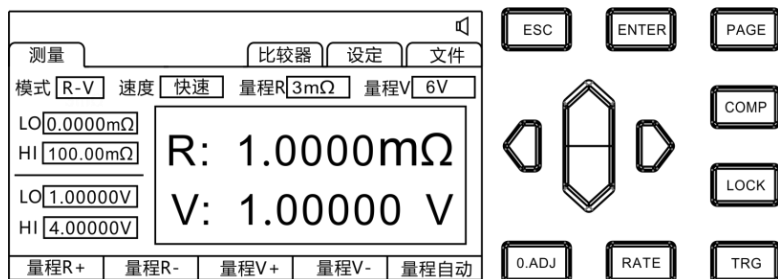 测量 比较器 设定 文件
模式 R-V 速度 快速 量程R 3mΩ 量程V 6V
LO 0.0000mΩ
HI 100.00mΩ
LO 1.00000V
HI 4.00000V
R: 1.0000mΩ
V: 1.00000 V
量程R+ 量程R- 量程V+ 量程V- 量程自动
ESC ENTER PAGE
COMP
LOCK
0.ADJ RATE TRG